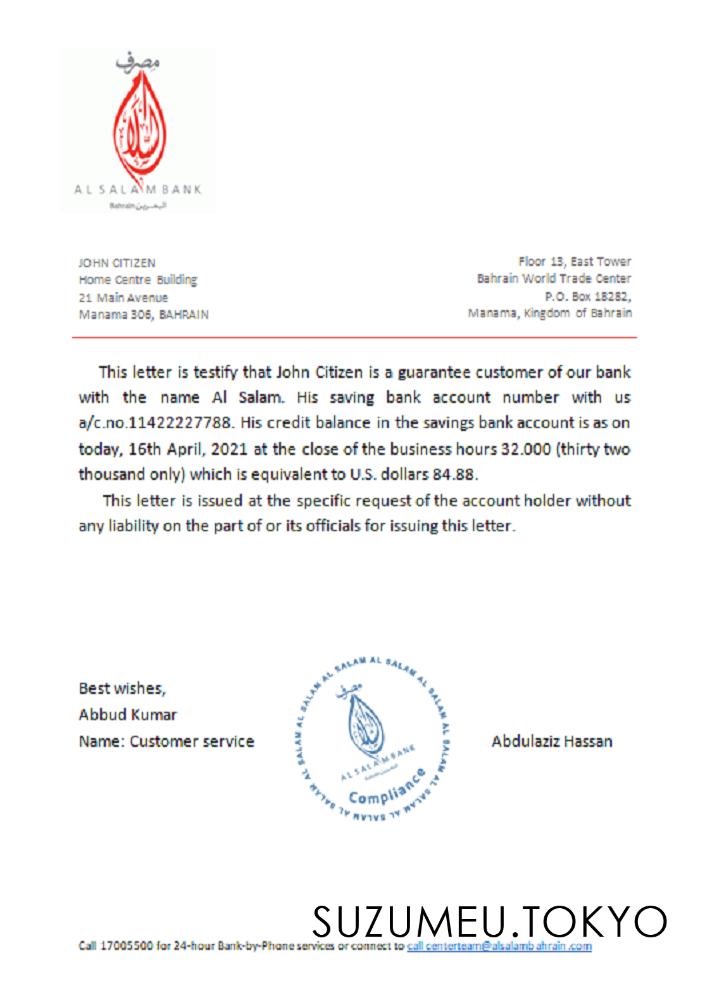 مصرف
السلام
AL SALAM BANK
Bahrain البحرين
JOHN CITIZEN
Home Centre Building
21 Main Avenue
Manama 306, BAHRAIN
Floor 13, East Tower
Bahrain World Trade Center
P.O. Box 18282,
Manama, Kingdom of Bahrain
This letter is testify that John Citizen is a guarantee customer of our bank
with the name Al Salam. His saving bank account number with us
a/c.no.11422227788. His credit balance in the savings bank account is as on
today, 16th April, 2021 at the close of the business hours 32.000 (thirty two
thousand only) which is equivalent to U.S. dollars 84.88.
This letter is issued at the specific request of the account holder without
any liability on the part of or its officials for issuing this letter.
Best wishes,
Abbud Kumar
Name: Customer service
AL SALAM AL SALAM AL SALAM AL SALAM AL SALAM AL SALAM AL SALAM AL SALAM
مصرف
السلام
AL SALAM BANK
Bahrain البحرين
Compliance
Abdulaziz Hassan
SUZUMEU.TOKYO
Call 17005500 for 24-hour Bank-by-Phone services or connect to call centerteam@alsalambahrain.com